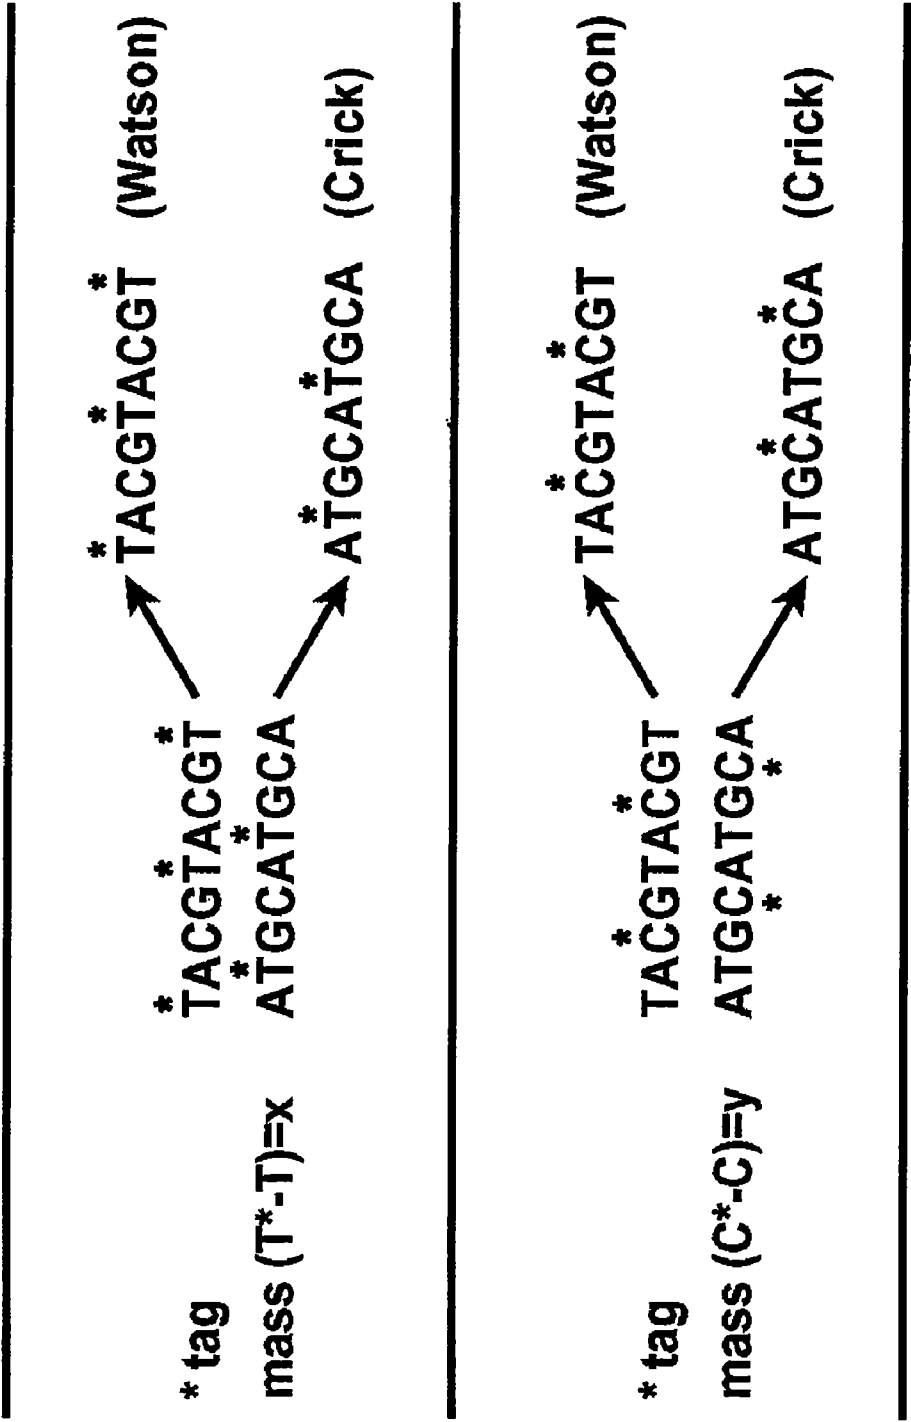 * tag
mass (T*-T)=x
* * *
TACGTACGT
* *
ATGCATGCA
* * *
TACGTACGT (Watson)
* *
ATGCATGCA (Crick)
* tag
mass (C*-C)=y
* *
TACGTACGT
ATGCATGCA
* *
* *
TACGTACGT (Watson)
* *
ATGCATGCA (Crick)